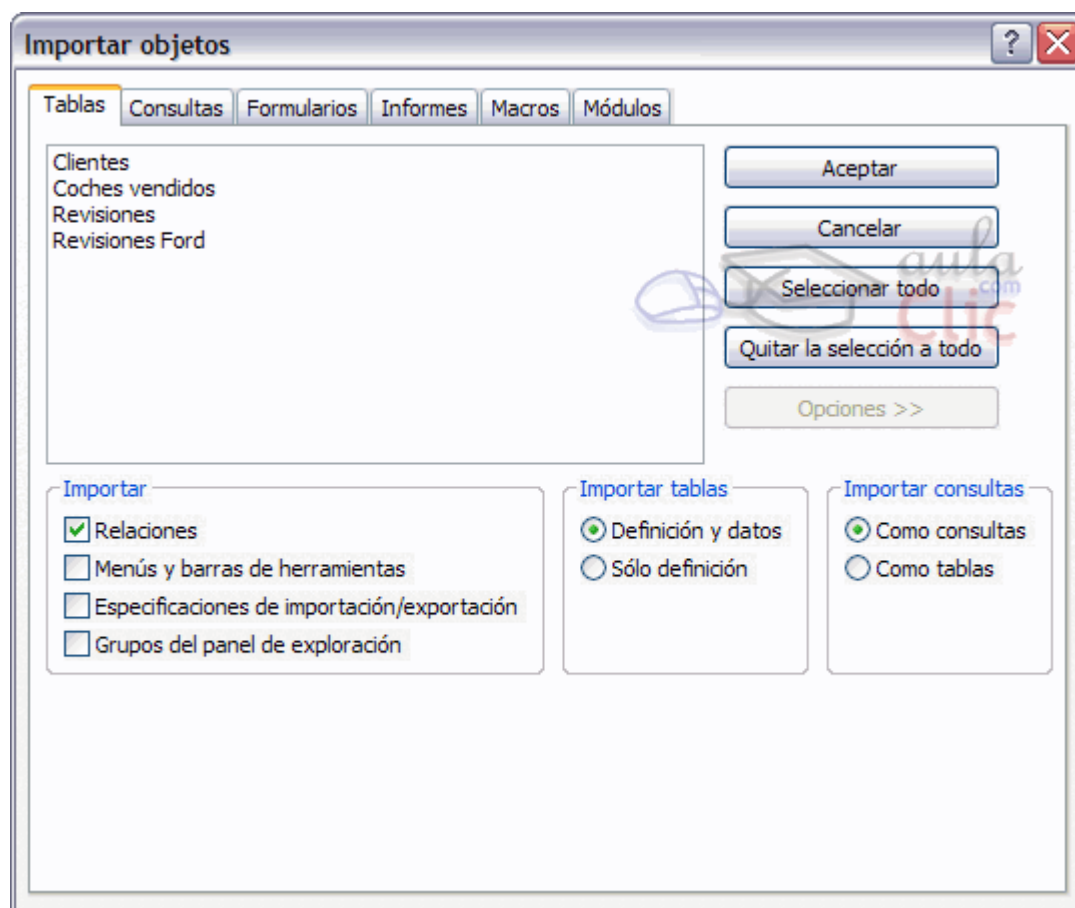 Importar objetos
Tablas Consultas Formularios Informes Macros Módulos
Clientes
Coches vendidos
Revisiones
Revisiones Ford
Aceptar
Cancelar
Seleccionar todo
Quitar la selección a todo
Opciones >>
aula
.com
Clic
Importar
Relaciones
Menús y barras de herramientas
Especificaciones de importación/exportación
Grupos del panel de exploración
Importar tablas
Definición y datos
Sólo definición
Importar consultas
Como consultas
Como tablas